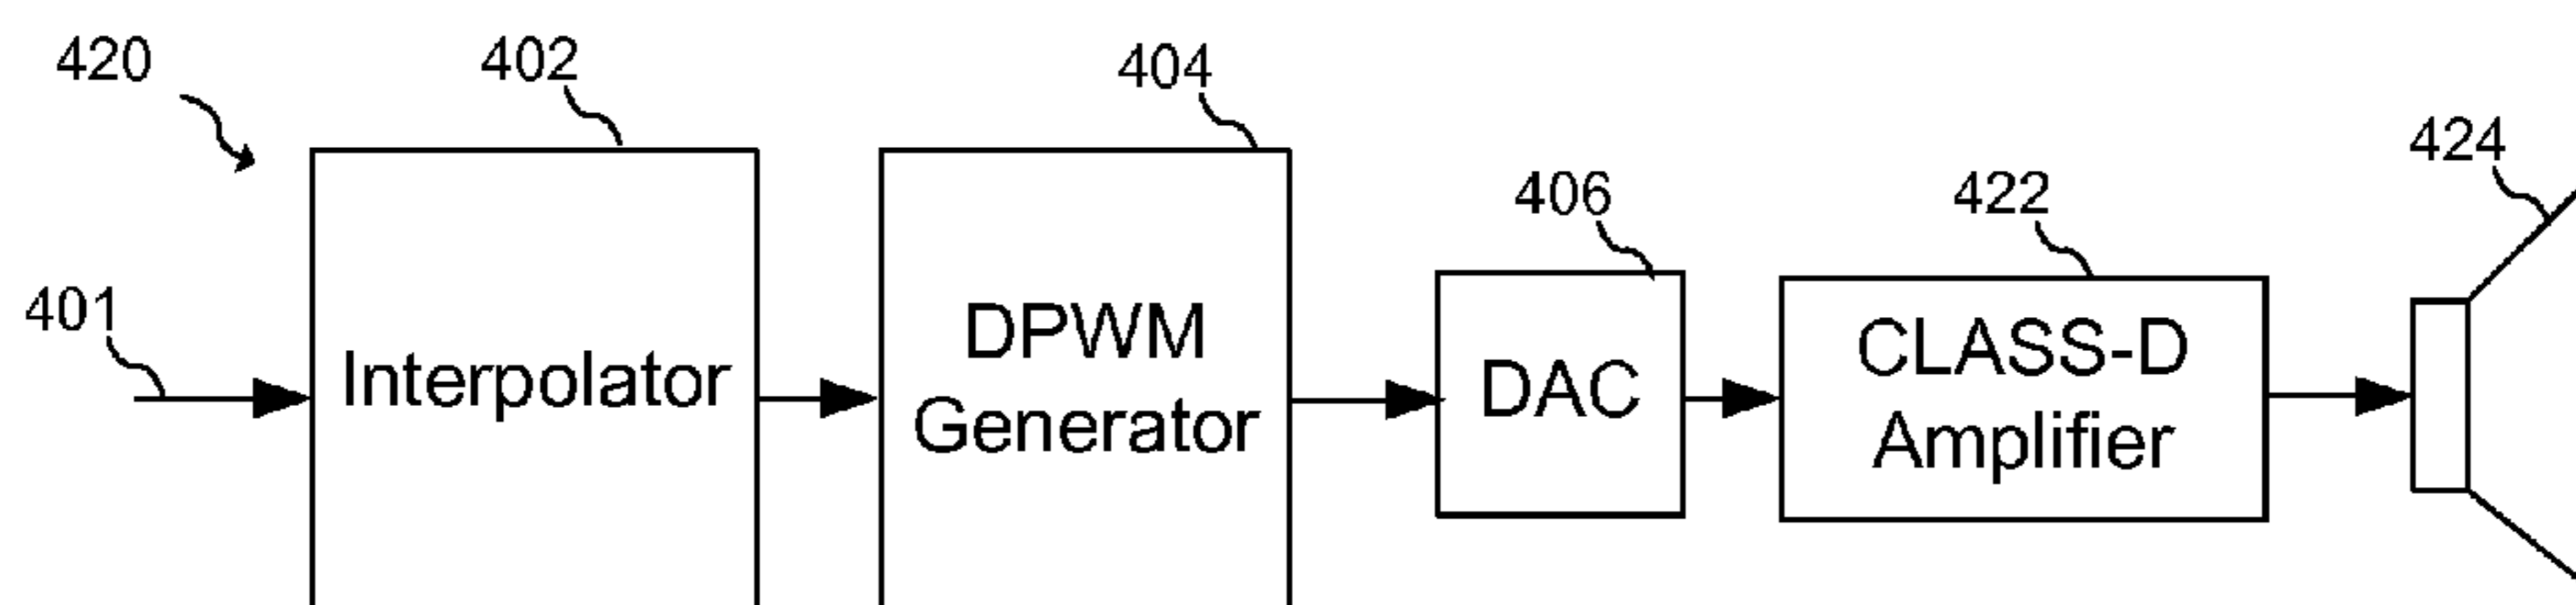 420
402
404
424
406
422
401
Interpolator
DPWM
Generator
DAC
CLASS-D
Amplifier